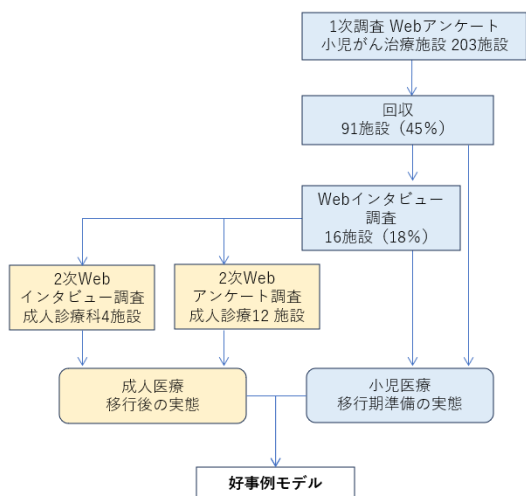 1次調査 Webアンケート
小児がん治療施設 203施設
回収
91施設（45％）
Webインタビュー
調査
16施設（18％）
2次Web
インタビュー調査
成人診療科4施設
2次Web
アンケート調査
成人診療12 施設
成人医療
移行後の実態
小児医療
移行期準備の実態
好事例モデル